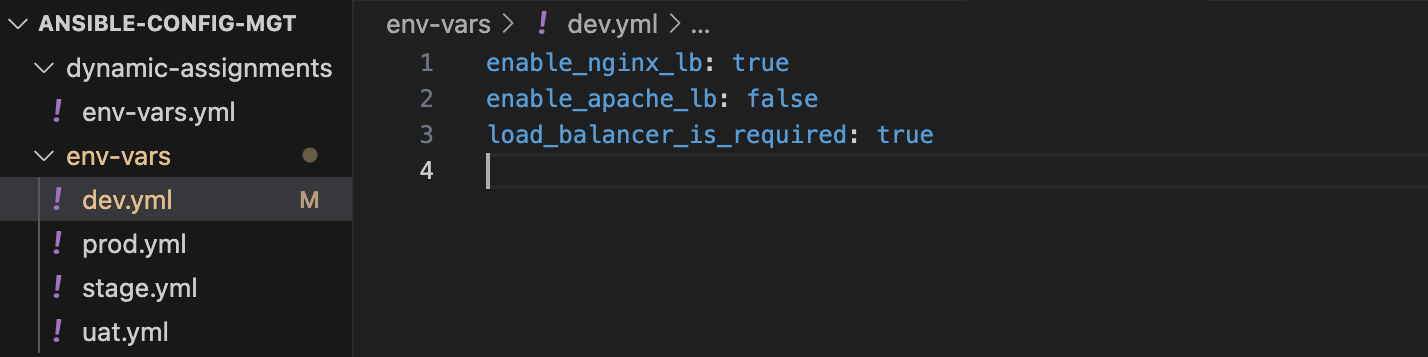 ANSIBLE-CONFIG-MGT
dynamic-assignments
! env-vars.yml
env-vars
! dev.yml M
! prod.yml
! stage.yml
! uat.yml
env-vars > ! dev.yml > ...
1 enable_nginx_lb: true
2 enable_apache_lb: false
3 load_balancer_is_required: true
4